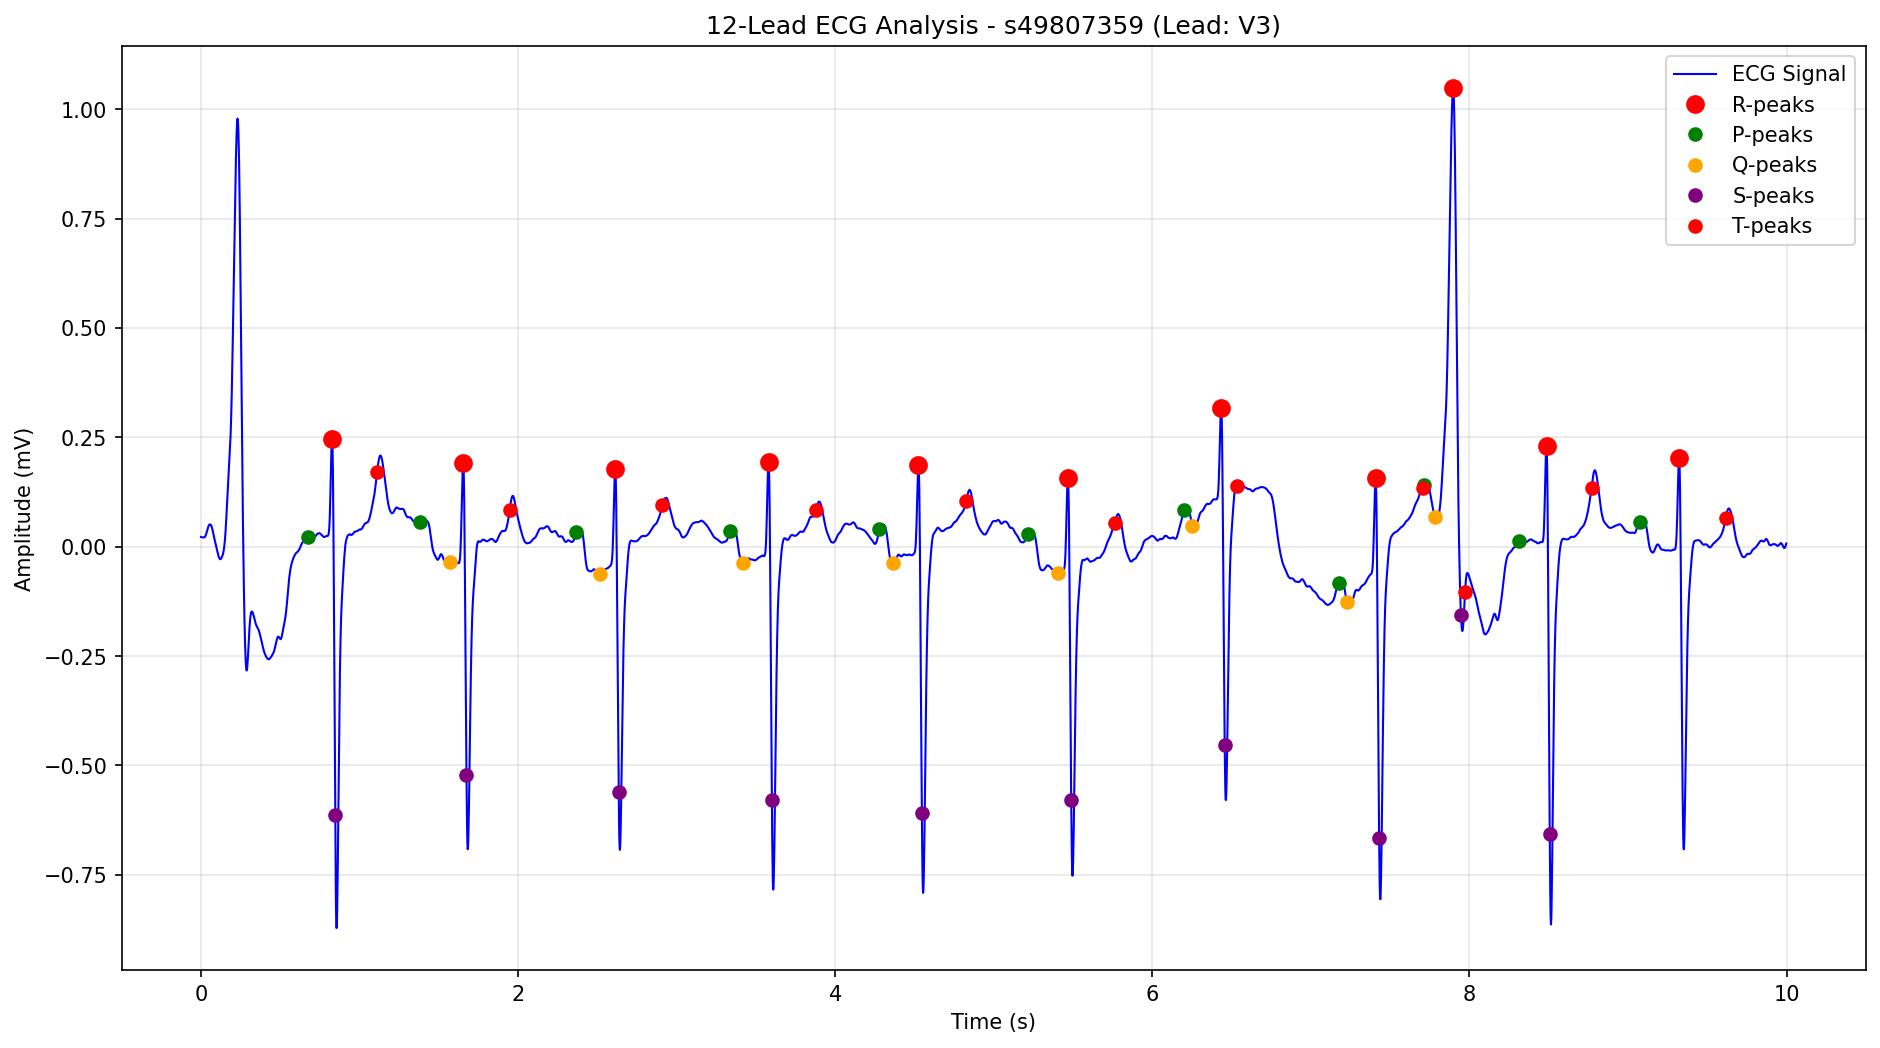 12-Lead ECG Analysis - s49807359 (Lead: V3)
ECG Signal
R-peaks
P-peaks
Q-peaks
S-peaks
T-peaks
Amplitude (mV)
1.00
0.75
0.50
0.25
0.00
−0.25
−0.50
−0.75
0 2 4 6 8 10
Time (s)